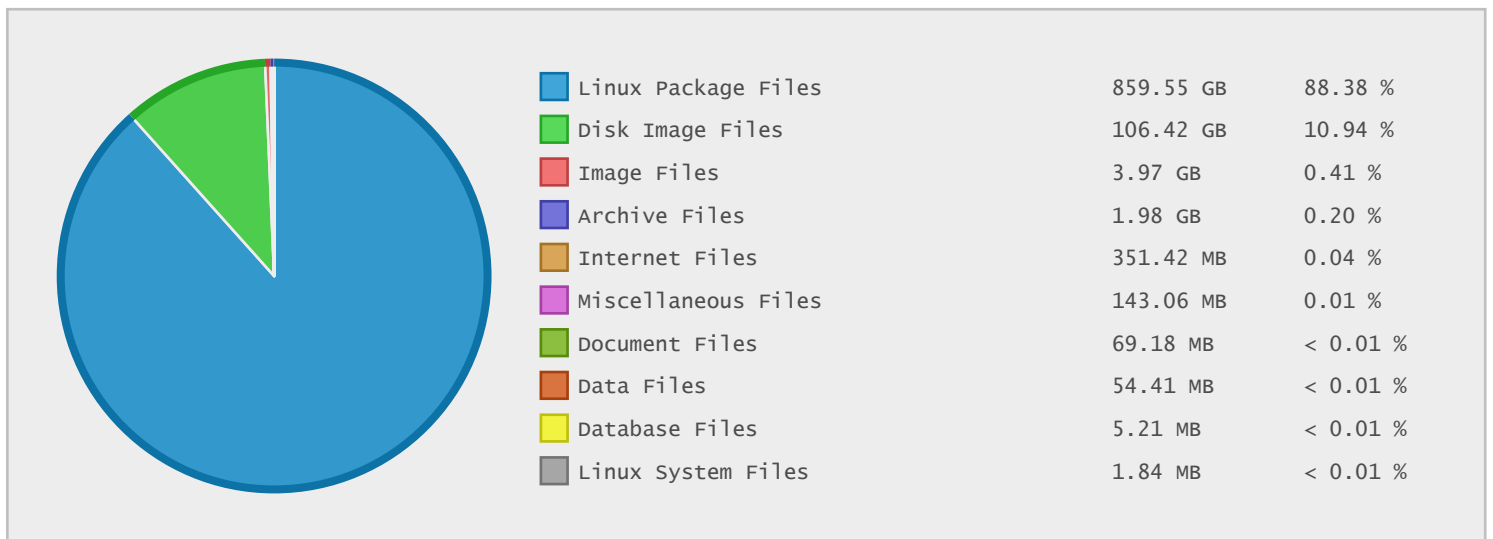 Linux Package Files 859.55 GB 88.38 %
Disk Image Files 106.42 GB 10.94 %
Image Files 3.97 GB 0.41 %
Archive Files 1.98 GB 0.20 %
Internet Files 351.42 MB 0.04 %
Miscellaneous Files 143.06 MB 0.01 %
Document Files 69.18 MB < 0.01 %
Data Files 54.41 MB < 0.01 %
Database Files 5.21 MB < 0.01 %
Linux System Files 1.84 MB < 0.01 %